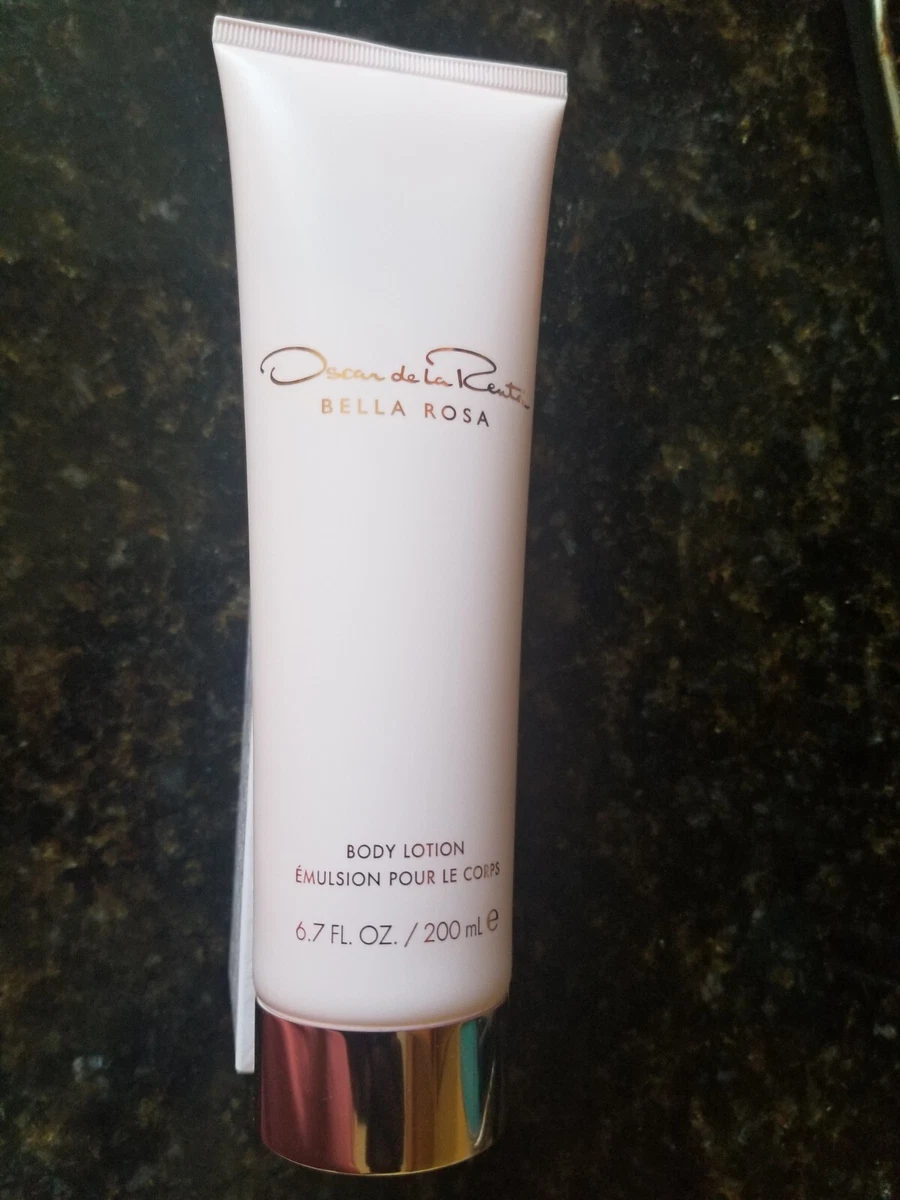 Oscar de la Renta
BELLA ROSA
BODY LOTION
ÉMULSION POUR LE CORPS
6.7 FL. OZ. / 200 mL e